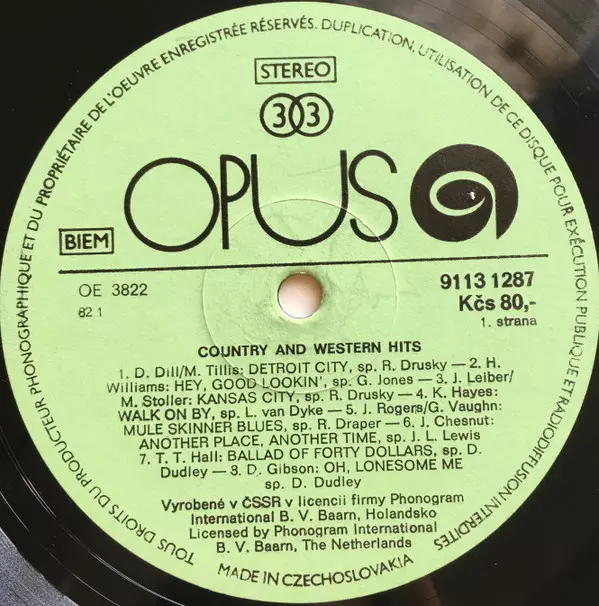 TOUS DROITS DU PRODUCTEUR PHONOGRAPHIQUE ET DU PROPRIÉTAIRE DE L'OEUVRE ENREGISTRÉE RÉSERVÉS. DUPLICATION, UTILISATION DE CE DISQUE POUR EXÉCUTION PUBLIQUE ET RADIODIFFUSION INTERDITES
STEREO
33
OPUS
BIEM
OE 3822
82 1
9113 1287
Kčs 80,-
1. strana
COUNTRY AND WESTERN HITS
1. D. Dill/M. Tillis: DETROIT CITY, sp. R. Drusky — 2. H.
Williams: HEY, GOOD LOOKIN', sp. G. Jones — 3. J. Leiber/
M. Stoller: KANSAS CITY, sp. R. Drusky — 4. K. Hayes:
WALK ON BY, sp. L. van Dyke — 5. J. Rogers/G. Vaughn:
MULE SKINNER BLUES, sp. R. Draper — 6. J. Chesnut:
ANOTHER PLACE, ANOTHER TIME, sp. J. L. Lewis
7. T. T. Hall: BALLAD OF FORTY DOLLARS, sp. D.
Dudley — 3. D. Gibson: OH, LONESOME ME
sp. D. Dudley
Vyrobené v ČSSR v licencii firmy Phonogram
International B. V. Baarn, Holandsko
Licensed by Phonogram International
B. V. Baarn, The Netherlands
MADE IN CZECHOSLOVAKIA